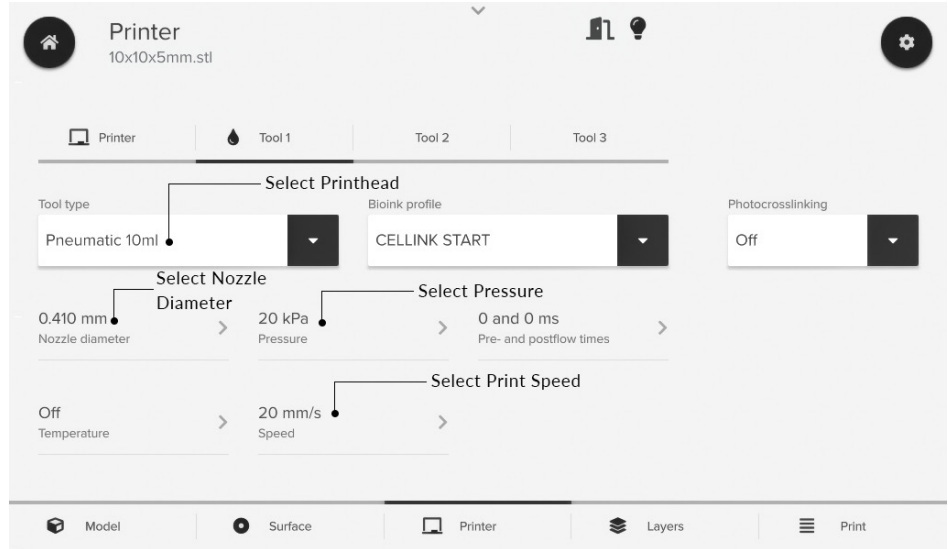 Printer
10x10x5mm.stl
Printer
Tool 1
Tool 2
Tool 3
Select Printhead
Tool type
Bioink profile
Photocrosslinking
Pneumatic 10ml
CELLINK START
Off
Select Nozzle
Diameter
Select Pressure
0.410 mm
Nozzle diameter
20 kPa
Pressure
0 and 0 ms
Pre- and postflow times
Select Print Speed
Off
Temperature
20 mm/s
Speed
Model
Surface
Printer
Layers
Print